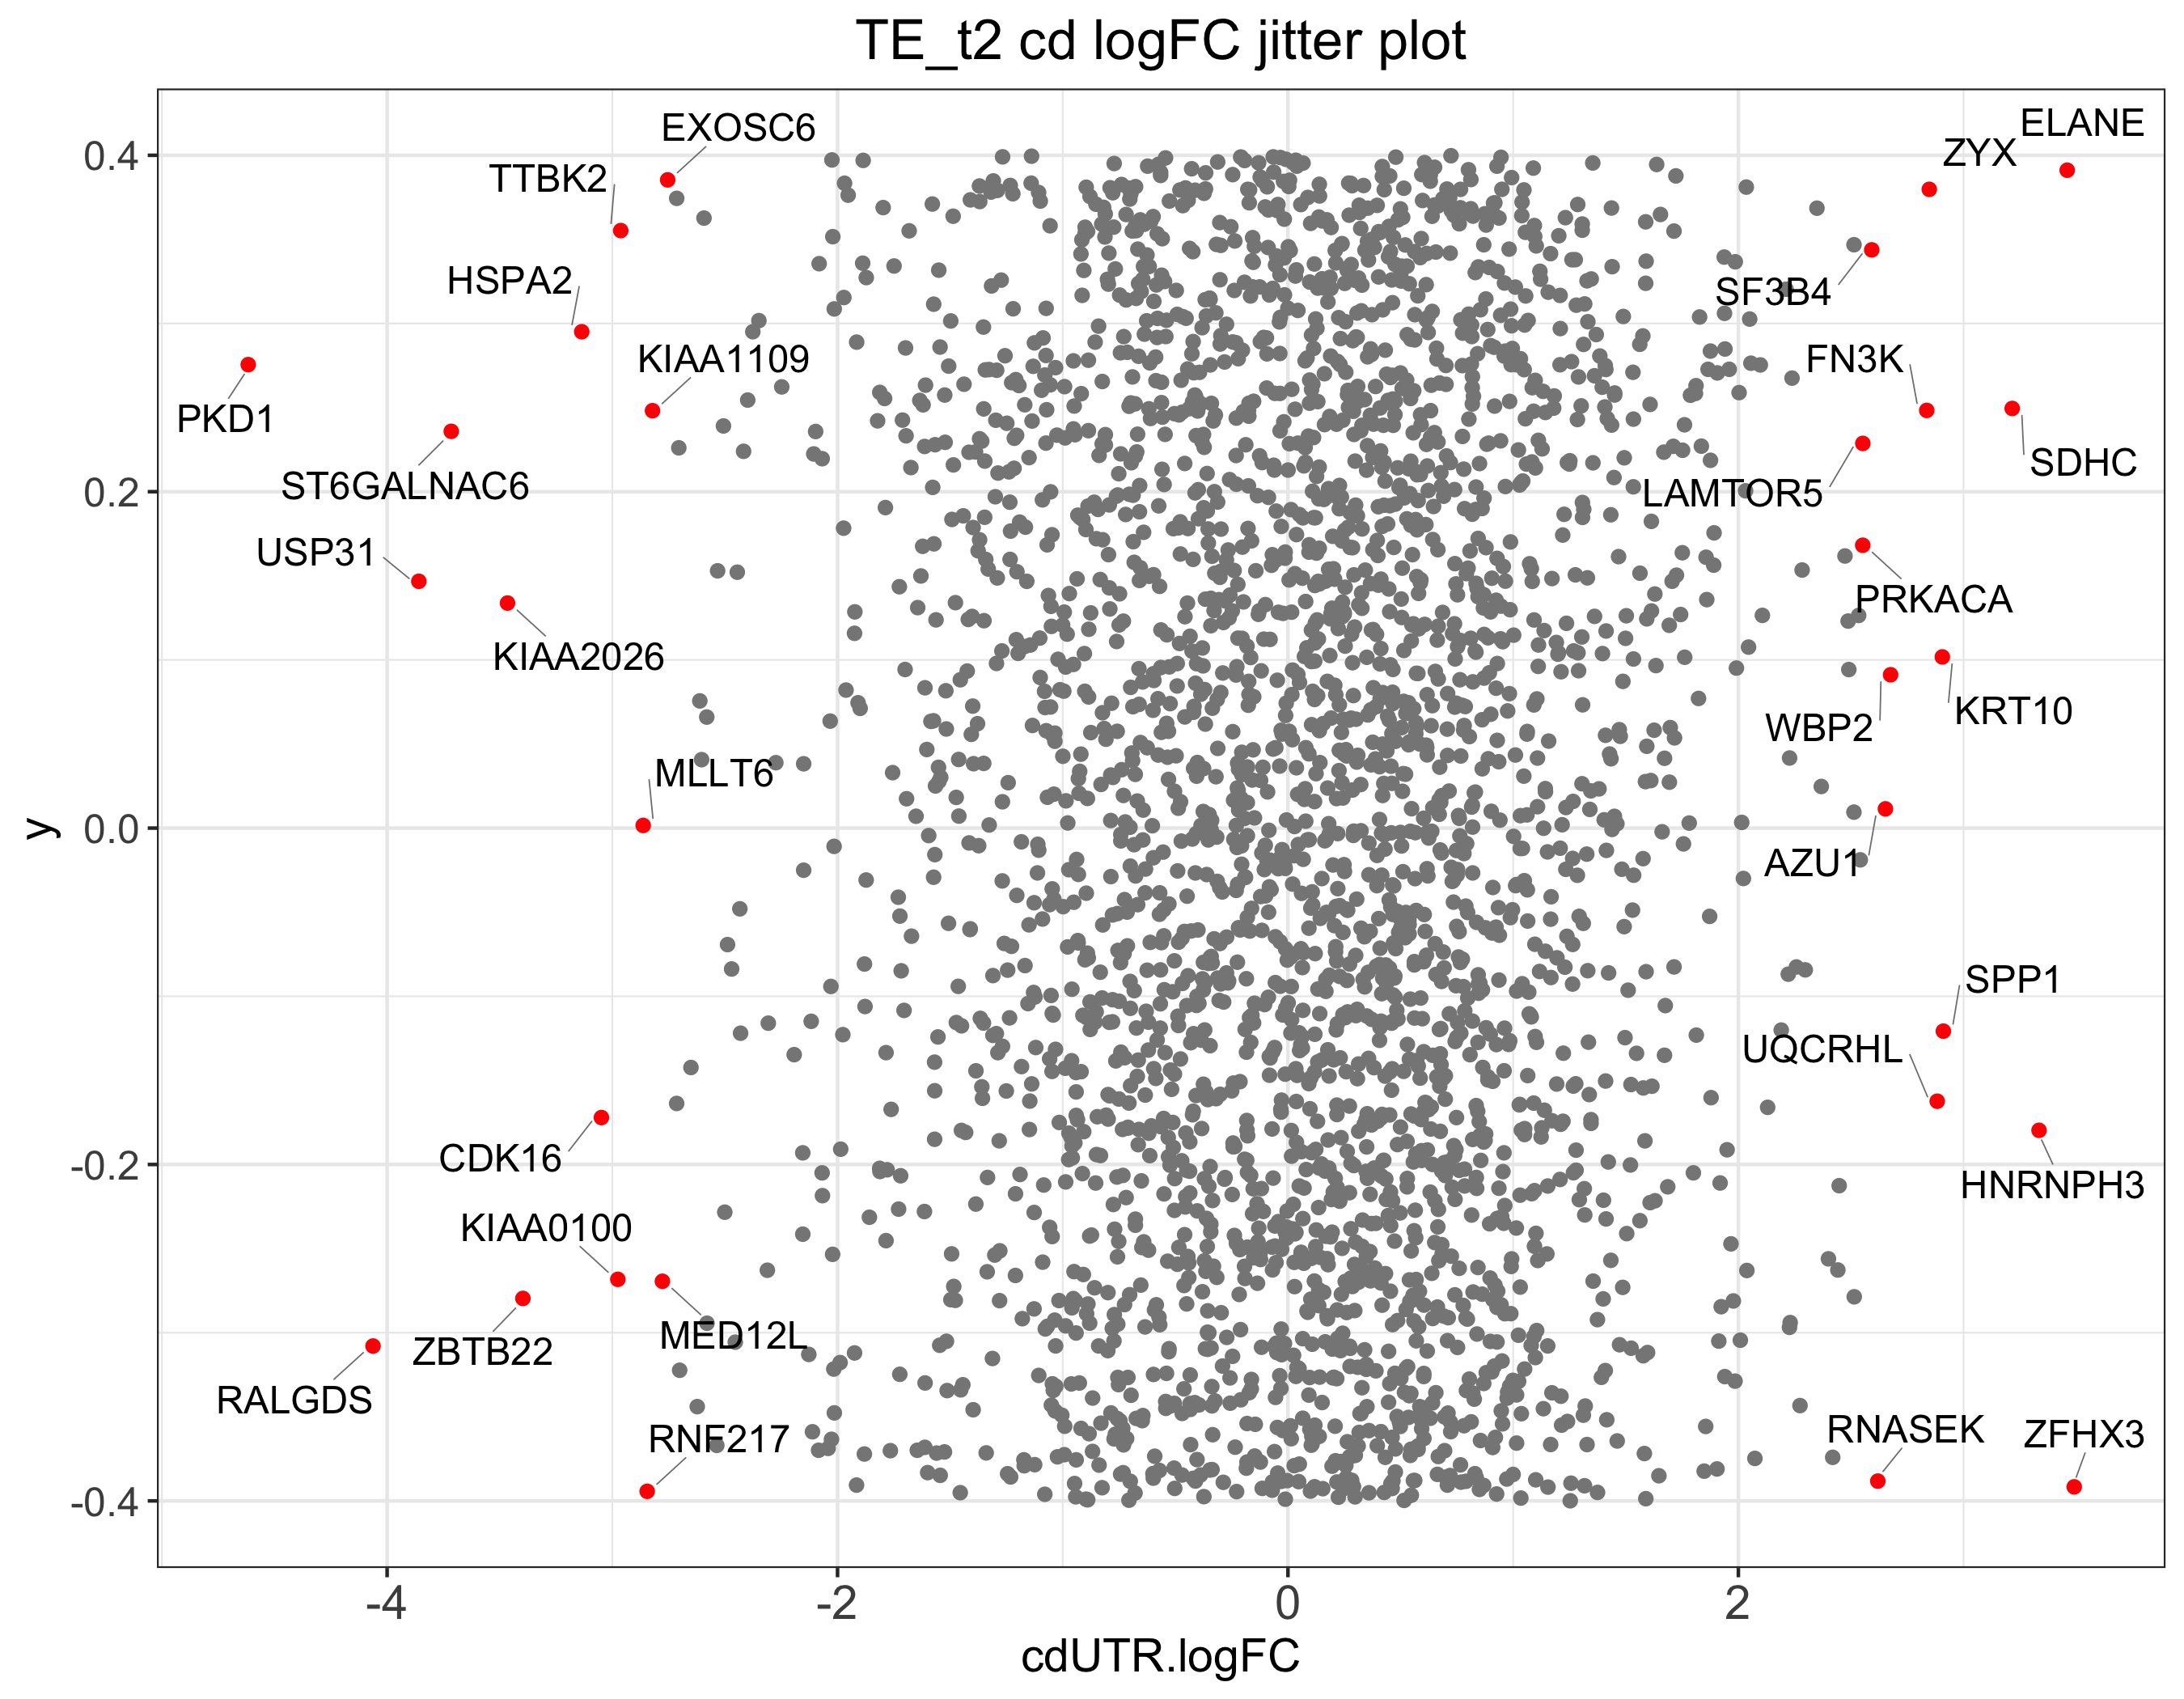 TE_t2 cd logFC jitter plot
ELANE
EXOSC6
ZYX
0.4
TTBK2
HSPA2
SF3B4
KIAA1109
FN3K
PKD1
SDHC
ST6GALNAC6
0.2
LAMTOR5
USP31
PRKACA
KIAA2026
KRT10
WBP2
MLLT6
y
0.0
AZU1
SPP1
UQCRHL
CDK16
-0.2
HNRNPH3
KIAA0100
MED12L
ZBTB22
RALGDS
RNF217
RNASEK
ZFHX3
-0.4
-4
-2
0
2
cdUTR.logFC